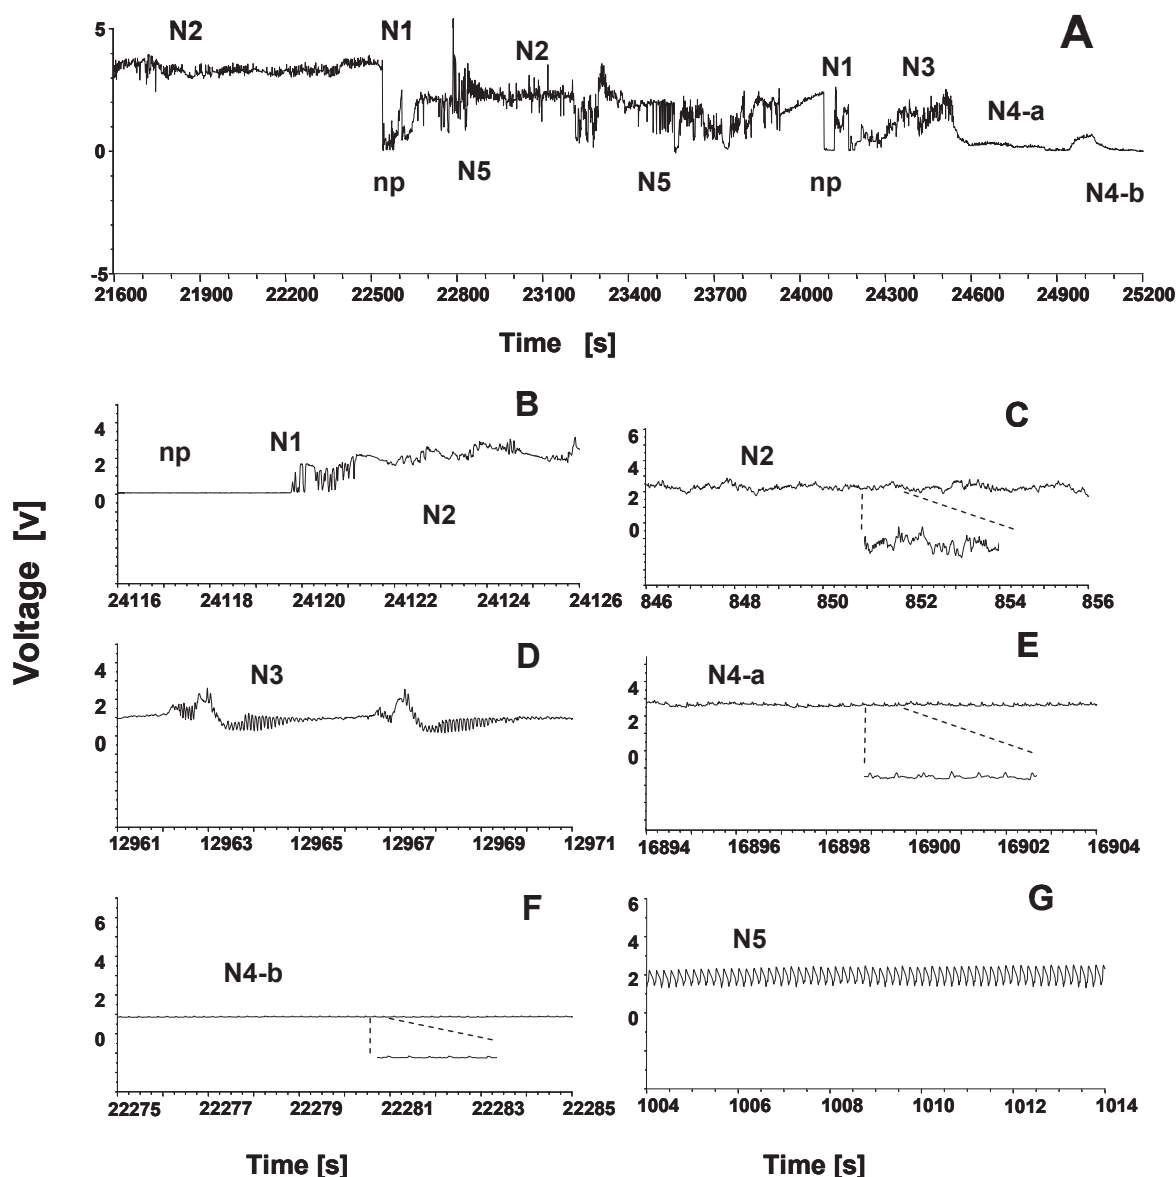 A
5
N2
N1
N2
N1
N3
N4-a
0
np
N5
N5
np
N4-b
-5
21600 21900 22200 22500 22800 23100 23400 23700 24000 24300 24600 24900 25200
Time [s]
Voltage [v]
B
4
np
N1
2
0
N2
24116 24118 24120 24122 24124 24126
C
6
N2
4
2
0
846 848 850 852 854 856
D
4
N3
2
0
12961 12963 12965 12967 12969 12971
E
N4-a
4
2
0
16894 16896 16898 16900 16902 16904
F
6
4
N4-b
2
0
22275 22277 22279 22281 22283 22285
Time [s]
G
6
4
N5
2
0
1004 1006 1008 1010 1012 1014
Time [s]